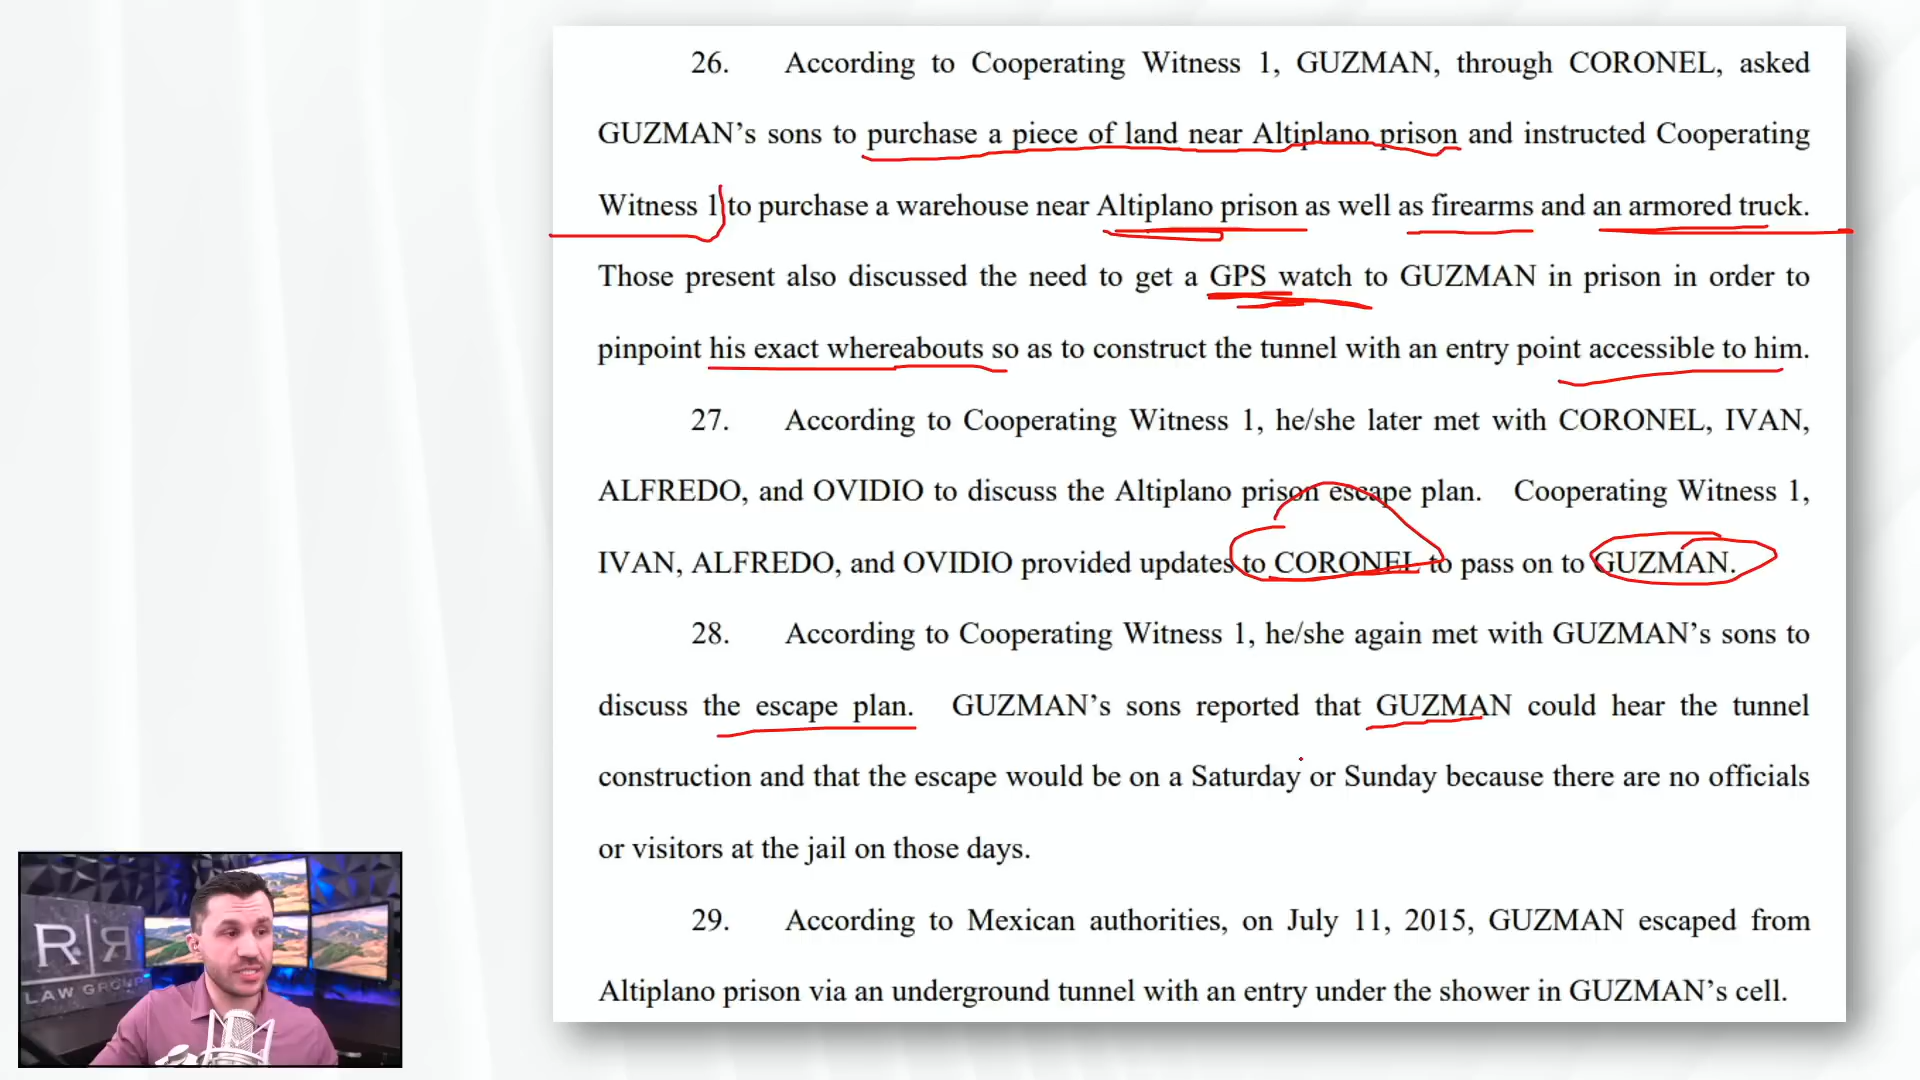 26. According to Cooperating Witness 1, GUZMAN, through CORONEL, asked
GUZMAN’s sons to purchase a piece of land near Altiplano prison and instructed Cooperating
Witness 1 to purchase a warehouse near Altiplano prison as well as firearms and an armored truck.
Those present also discussed the need to get a GPS watch to GUZMAN in prison in order to
pinpoint his exact whereabouts so as to construct the tunnel with an entry point accessible to him.
27. According to Cooperating Witness 1, he/she later met with CORONEL, IVAN,
ALFREDO, and OVIDIO to discuss the Altiplano prison escape plan. Cooperating Witness 1,
IVAN, ALFREDO, and OVIDIO provided updates to CORONEL to pass on to GUZMAN.
28. According to Cooperating Witness 1, he/she again met with GUZMAN’s sons to
discuss the escape plan. GUZMAN’s sons reported that GUZMAN could hear the tunnel
construction and that the escape would be on a Saturday or Sunday because there are no officials
or visitors at the jail on those days.
29. According to Mexican authorities, on July 11, 2015, GUZMAN escaped from
Altiplano prison via an underground tunnel with an entry under the shower in GUZMAN’s cell.
R|R
LAW GROUP